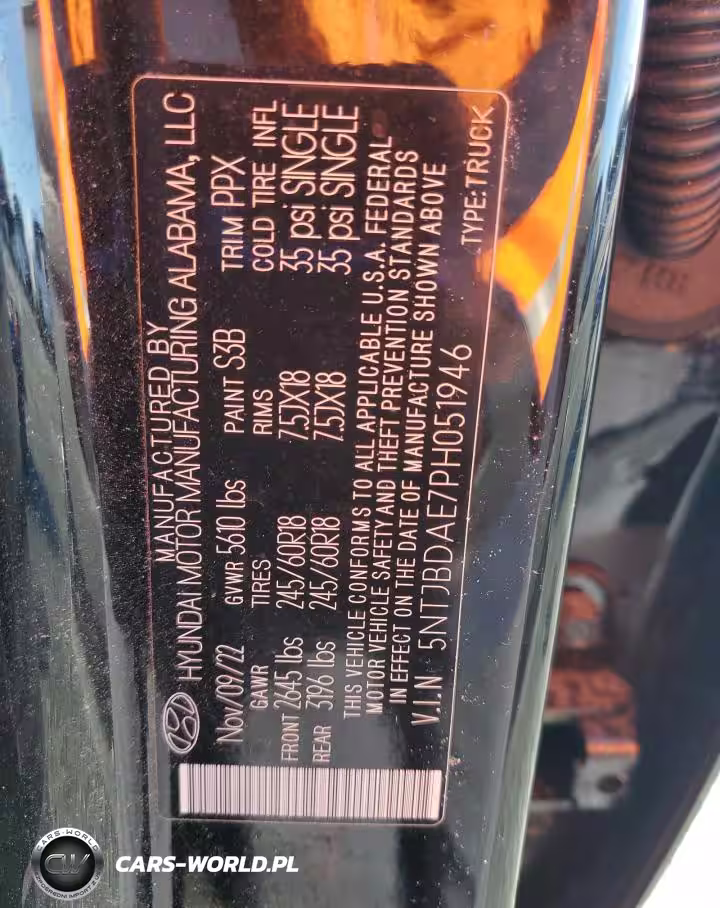 MANUFACTURED BY
HYUNDAI MOTOR MANUFACTURING ALABAMA, LLC
Nov/09/22 GVWR 5610 lbs PAINT S3B TRIM PPX
GAWR TIRES RIMS COLD TIRE INFL
FRONT 2645 lbs 245/60R18 7.5JX18 35 psi SINGLE
REAR 3196 lbs 245/60R18 7.5JX18 35 psi SINGLE
THIS VEHICLE CONFORMS TO ALL APPLICABLE U.S.A. FEDERAL
MOTOR VEHICLE SAFETY AND THEFT PREVENTION STANDARDS
IN EFFECT ON THE DATE OF MANUFACTURE SHOWN ABOVE
V.I.N 5NTJBDAE7PH051946 TYPE:TRUCK
CARS-WORLD
CW
CARS-WORLD.PL